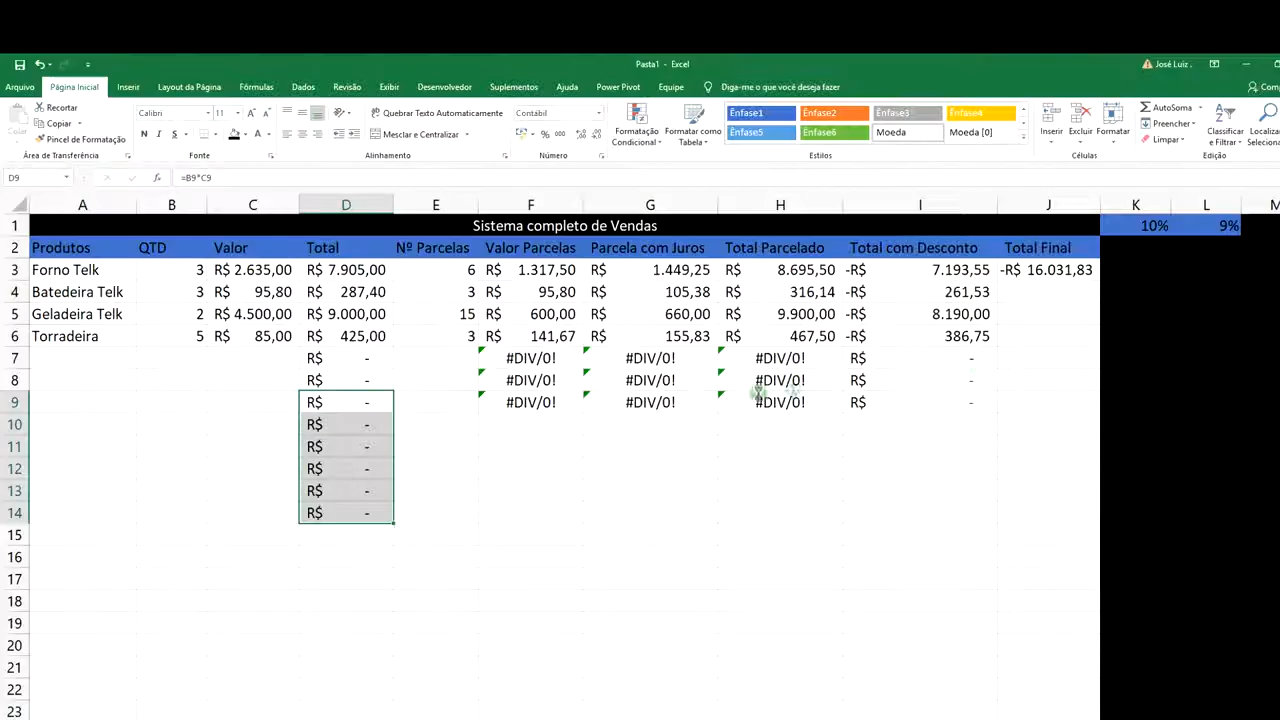 Pasta1 - Excel
José Luiz .
Arquivo Página Inicial Inserir Layout da Página Fórmulas Dados Revisão Exibir Desenvolvedor Suplementos Ajuda Power Pivot Equipe Diga-me o que você deseja fazer
Recortar
Copiar
Pincel de Formatação
Área de Transferência
Calibri 11
N I S
Fonte
Quebrar Texto Automaticamente
Mesclar e Centralizar
Alinhamento
Contábil
% 000
Número
Formatação Condicional
Formatar como Tabela
Ênfase1 Ênfase2 Ênfase3 Ênfase4
Ênfase5 Ênfase6 Moeda Moeda [0]
Estilos
Inserir Excluir Formatar
Células
AutoSoma
Preencher
Limpar
Classificar e Filtrar
Edição
D9 fx =B9*C9
A B C D E F G H I J K L M
1 Sistema completo de Vendas 10% 9%
2 Produtos QTD Valor Total Nº Parcelas Valor Parcelas Parcela com Juros Total Parcelado Total com Desconto Total Final
3 Forno Telk 3 R$ 2.635,00 R$ 7.905,00 6 R$ 1.317,50 R$ 1.449,25 R$ 8.695,50 -R$ 7.193,55 -R$ 16.031,83
4 Batedeira Telk 3 R$ 95,80 R$ 287,40 3 R$ 95,80 R$ 105,38 R$ 316,14 -R$ 261,53
5 Geladeira Telk 2 R$ 4.500,00 R$ 9.000,00 15 R$ 600,00 R$ 660,00 R$ 9.900,00 -R$ 8.190,00
6 Torradeira 5 R$ 85,00 R$ 425,00 3 R$ 141,67 R$ 155,83 R$ 467,50 -R$ 386,75
7 R$ - #DIV/0! #DIV/0! #DIV/0! R$ -
8 R$ - #DIV/0! #DIV/0! #DIV/0! R$ -
9 R$ - #DIV/0! #DIV/0! #DIV/0! R$ -
10 R$ -
11 R$ -
12 R$ -
13 R$ -
14 R$ -
15
16
17
18
19
20
21
22
23